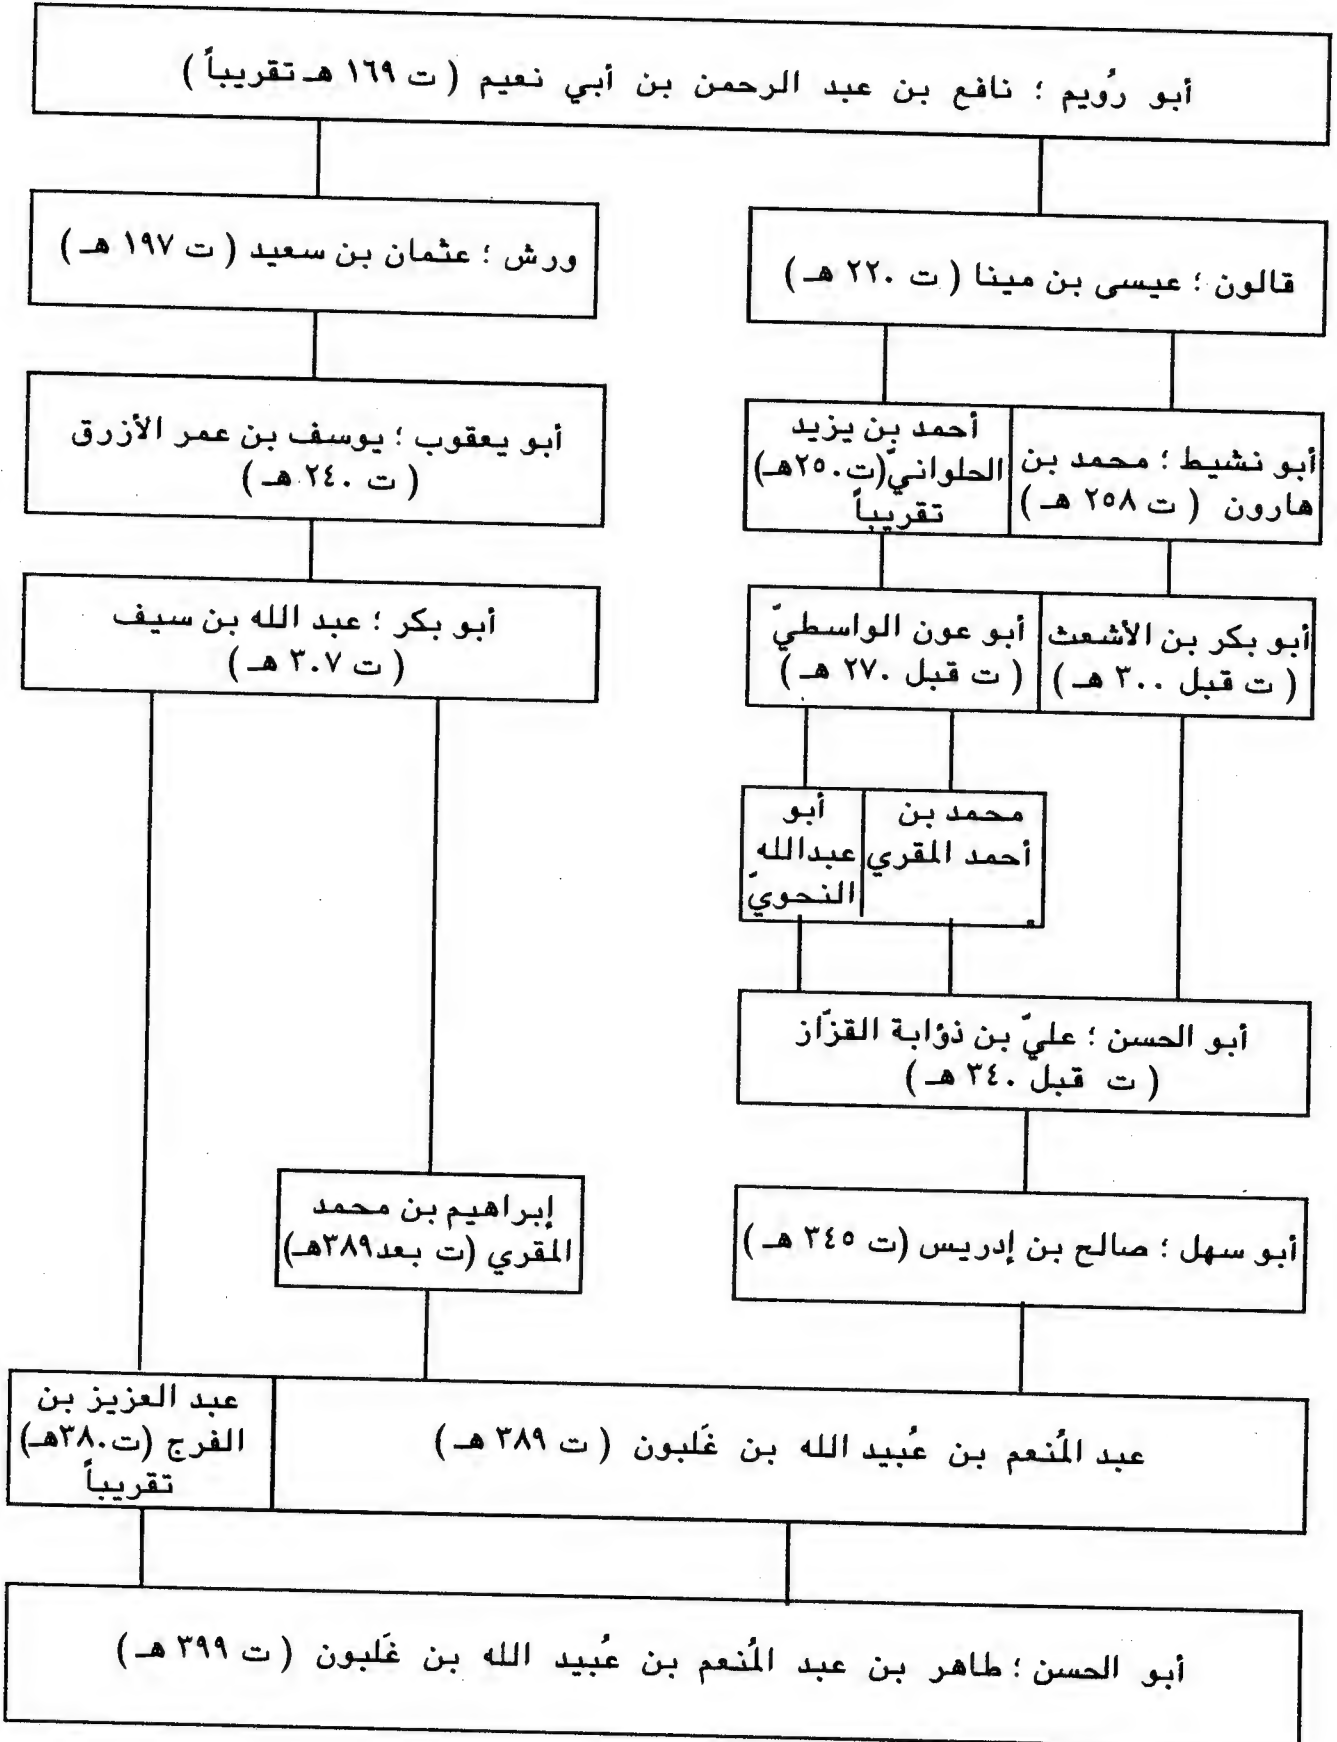 أبو رُويم ؛ نافع بن عبد الرحمن بن أبي نعيم ( ت ١٦٩ هـ تقريباً )
قالون ؛ عيسى بن مينا ( ت ٢٢٠ هـ )
ورش ؛ عثمان بن سعيد ( ت ١٩٧ هـ )
أبو نشيط ؛ محمد بن
هارون ( ت ٢٥٨ هـ )
أحمد بن يزيد
الحلوانيّ (ت ٢٥٠هـ)
تقريباً
أبو يعقوب ؛ يوسف بن عمر الأزرق
( ت ٢٤٠ هـ )
أبو بكر بن الأشعث
( ت قبل ٣٠٠ هـ )
أبو عون الواسطيّ
( ت قبل ٢٧٠ هـ )
أبو بكر ؛ عبد الله بن سيف
( ت ٣٠٧ هـ )
محمد بن
أحمد المقري
أبو
عبدالله
النحويّ
أبو الحسن ؛ عليّ بن ذؤابة القزّاز
( ت قبل ٣٤٠ هـ )
أبو سهل ؛ صالح بن إدريس (ت ٣٤٥ هـ )
إبراهيم بن محمد
المقري (ت بعد٣٨٩هـ)
عبد المُنعم بن عُبيد الله بن غَلبون ( ت ٣٨٩ هـ )
عبد العزيز بن
الفرج (ت٣٨٠هـ)
تقريباً
أبو الحسن ؛ طاهر بن عبد المُنعم بن عُبيد الله بن غَلبون ( ت ٣٩٩ هـ )